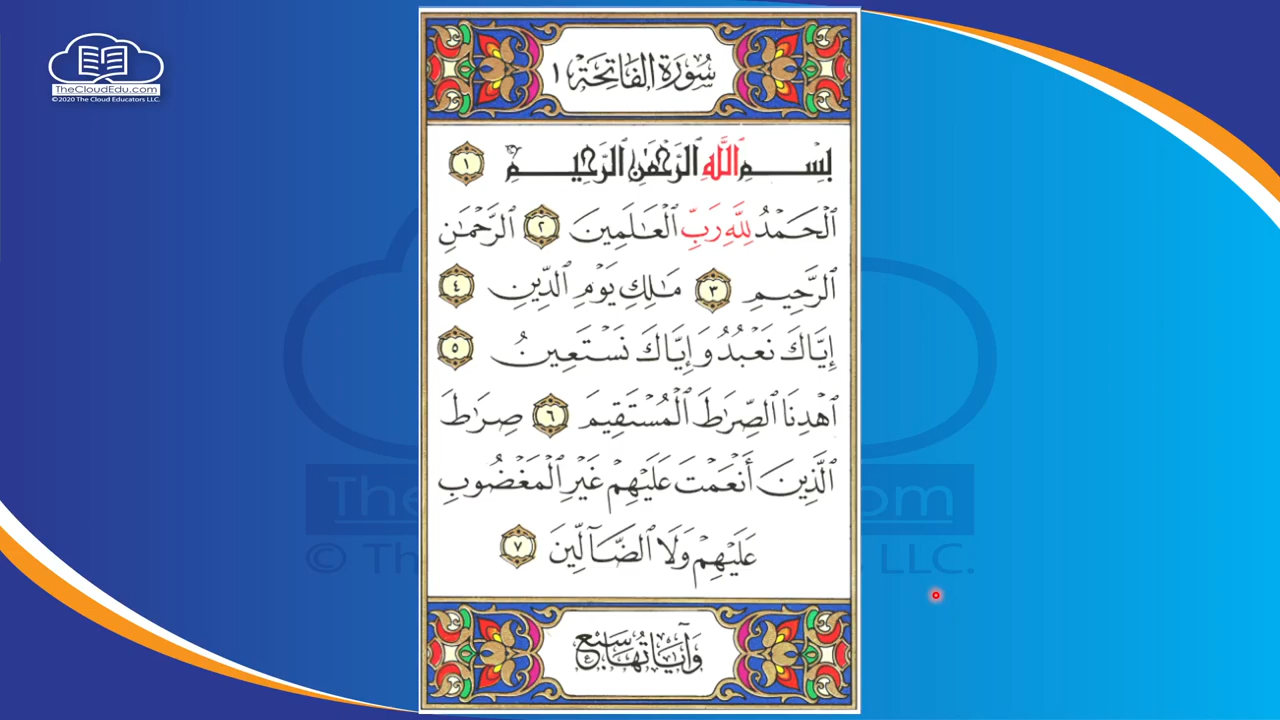 TheCloudEdu.com
©2020 The Cloud Educators LLC.
سُورَةُ الفَاتِحَة ١
بِسْمِ ٱللَّهِ ٱلرَّحْمَٰنِ ٱلرَّحِيمِ ١
ٱلْحَمْدُ لِلَّهِ رَبِّ ٱلْعَٰلَمِينَ ٢ ٱلرَّحْمَٰنِ
ٱلرَّحِيمِ ٣ مَٰلِكِ يَوْمِ ٱلدِّينِ ٤
إِيَّاكَ نَعْبُدُ وَإِيَّاكَ نَسْتَعِينُ ٥
ٱهْدِنَا ٱلصِّرَٰطَ ٱلْمُسْتَقِيمَ ٦ صِرَٰطَ
ٱلَّذِينَ أَنْعَمْتَ عَلَيْهِمْ غَيْرِ ٱلْمَغْضُوبِ
عَلَيْهِمْ وَلَا ٱلضَّآلِّينَ ٧
وَآيَاتُهَا سَبْع